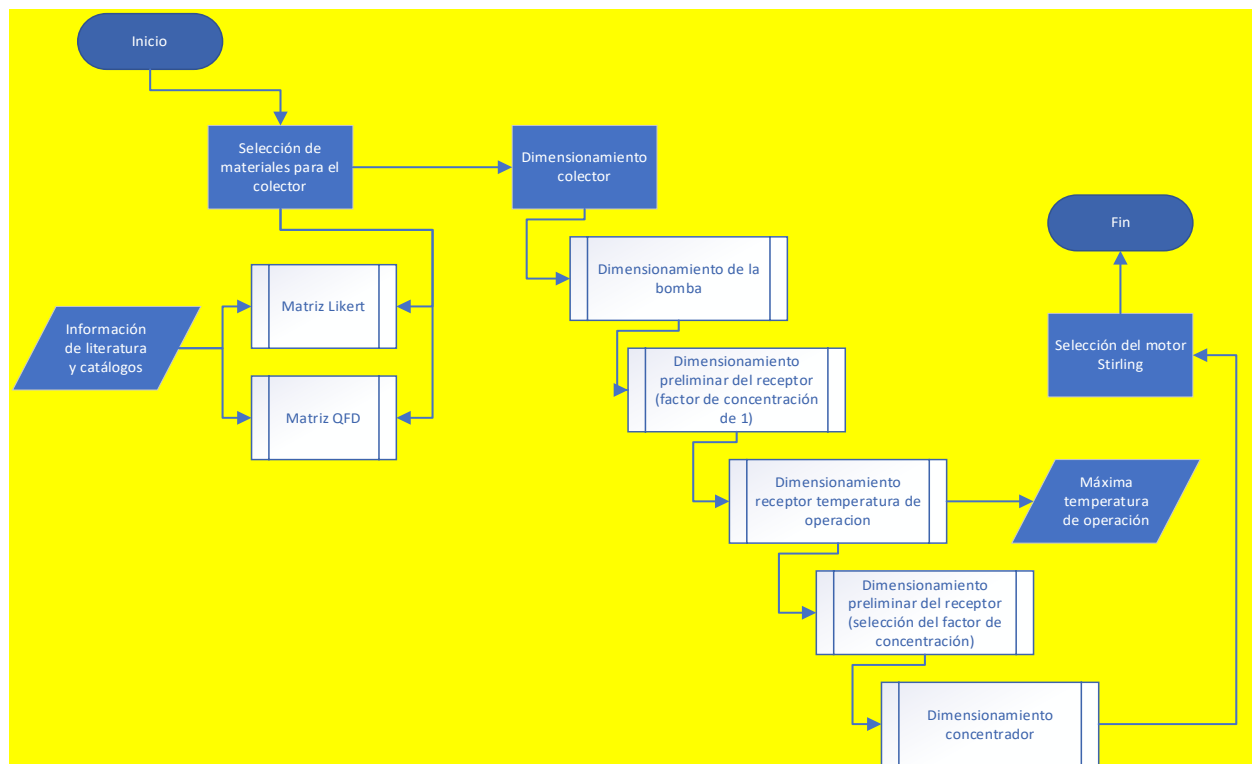 Inicio
Selección de
materiales para el
colector
Dimensionamiento
colector
Fin
Dimensionamiento de la
bomba
Matriz Likert
Información
de literatura
y catálogos
Selección del motor
Stirling
Dimensionamiento
preliminar del receptor
(factor de concentración
de 1)
Matriz QFD
Dimensionamiento
receptor temperatura de
operacion
Máxima
temperatura
de operación
Dimensionamiento
preliminar del receptor
(selección del factor de
concentración)
Dimensionamiento
concentrador